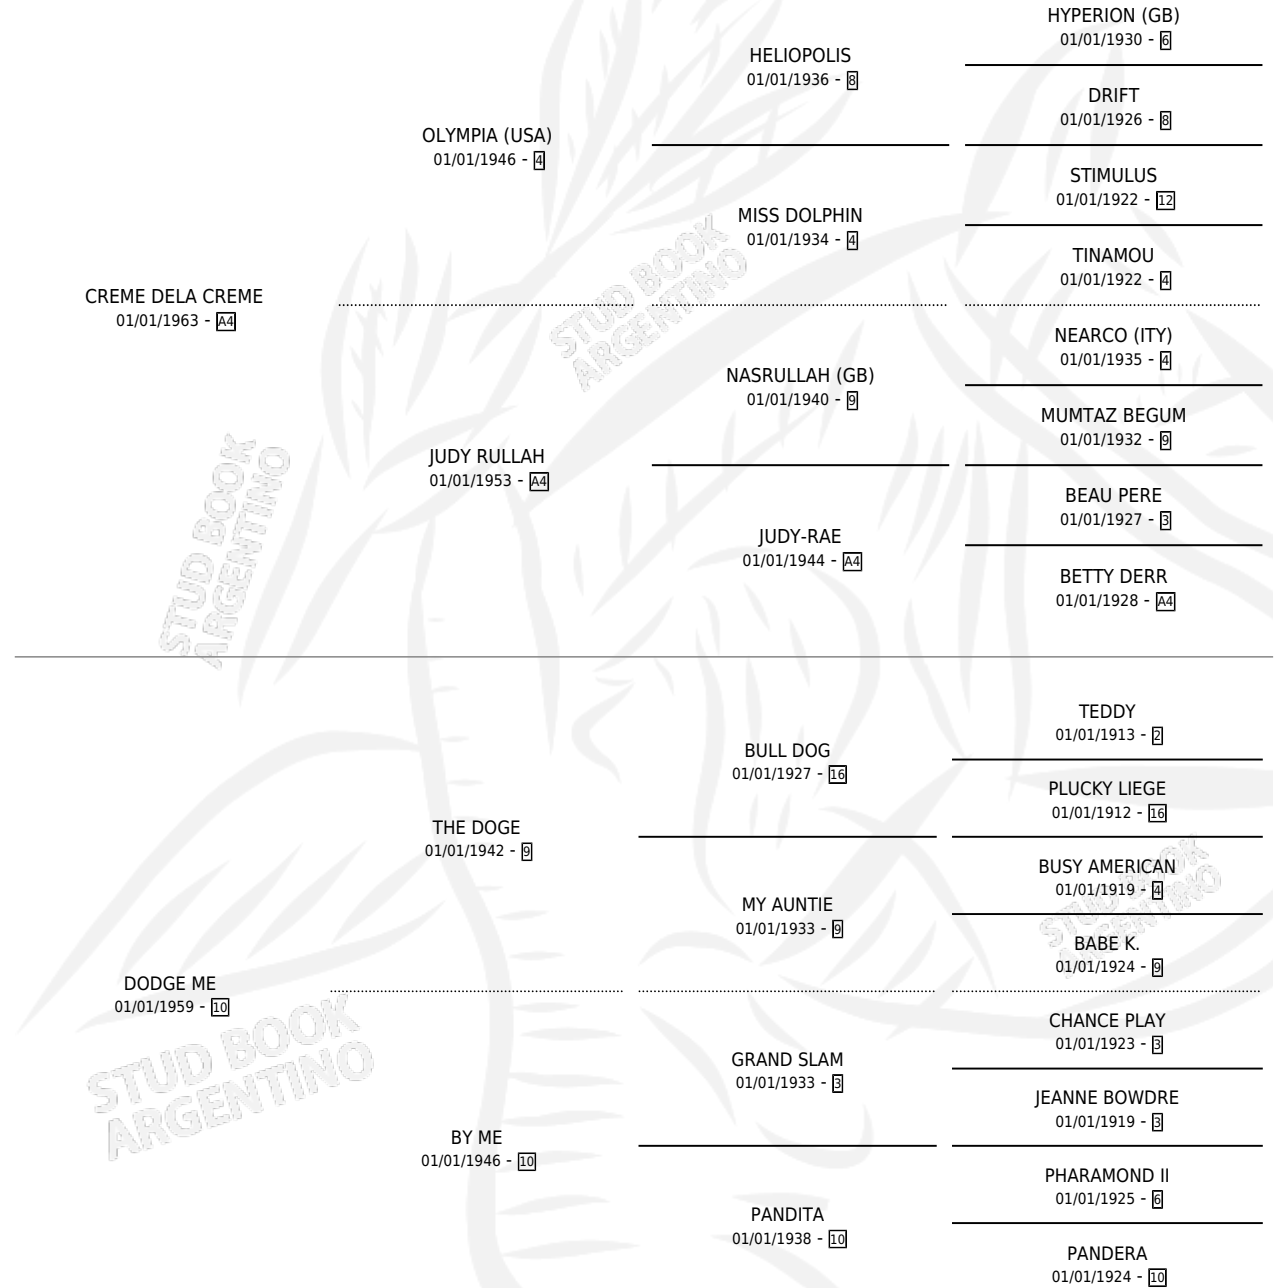 HYPERION (GB)
01/01/1930 - 6
HELIOPOLIS
01/01/1936 - 8
DRIFT
01/01/1926 - 8
OLYMPIA (USA)
01/01/1946 - 4
STIMULUS
01/01/1922 - 12
MISS DOLPHIN
01/01/1934 - 4
TINAMOU
01/01/1922 - 4
CREME DELA CREME
01/01/1963 - A4
STUD BOOK
ARGENTINO
NEARCO (ITY)
01/01/1935 - 4
NASRULLAH (GB)
01/01/1940 - 9
MUMTAZ BEGUM
01/01/1932 - 9
JUDY RULLAH
01/01/1953 - A4
STUD BOOK
ARGENTINO
BEAU PERE
01/01/1927 - 3
JUDY-RAE
01/01/1944 - A4
BETTY DERR
01/01/1928 - A4
TEDDY
01/01/1913 - 2
BULL DOG
01/01/1927 - 16
PLUCKY LIEGE
01/01/1912 - 16
THE DOGE
01/01/1942 - 9
BUSY AMERICAN
01/01/1919 - 4
STUD BOOK
ARGENTINO
MY AUNTIE
01/01/1933 - 9
BABE K.
01/01/1924 - 9
DODGE ME
01/01/1959 - 10
STUD BOOK
ARGENTINO
CHANCE PLAY
01/01/1923 - 3
GRAND SLAM
01/01/1933 - 3
JEANNE BOWDRE
01/01/1919 - 3
BY ME
01/01/1946 - 10
PHARAMOND II
01/01/1925 - 6
PANDITA
01/01/1938 - 10
PANDERA
01/01/1924 - 10